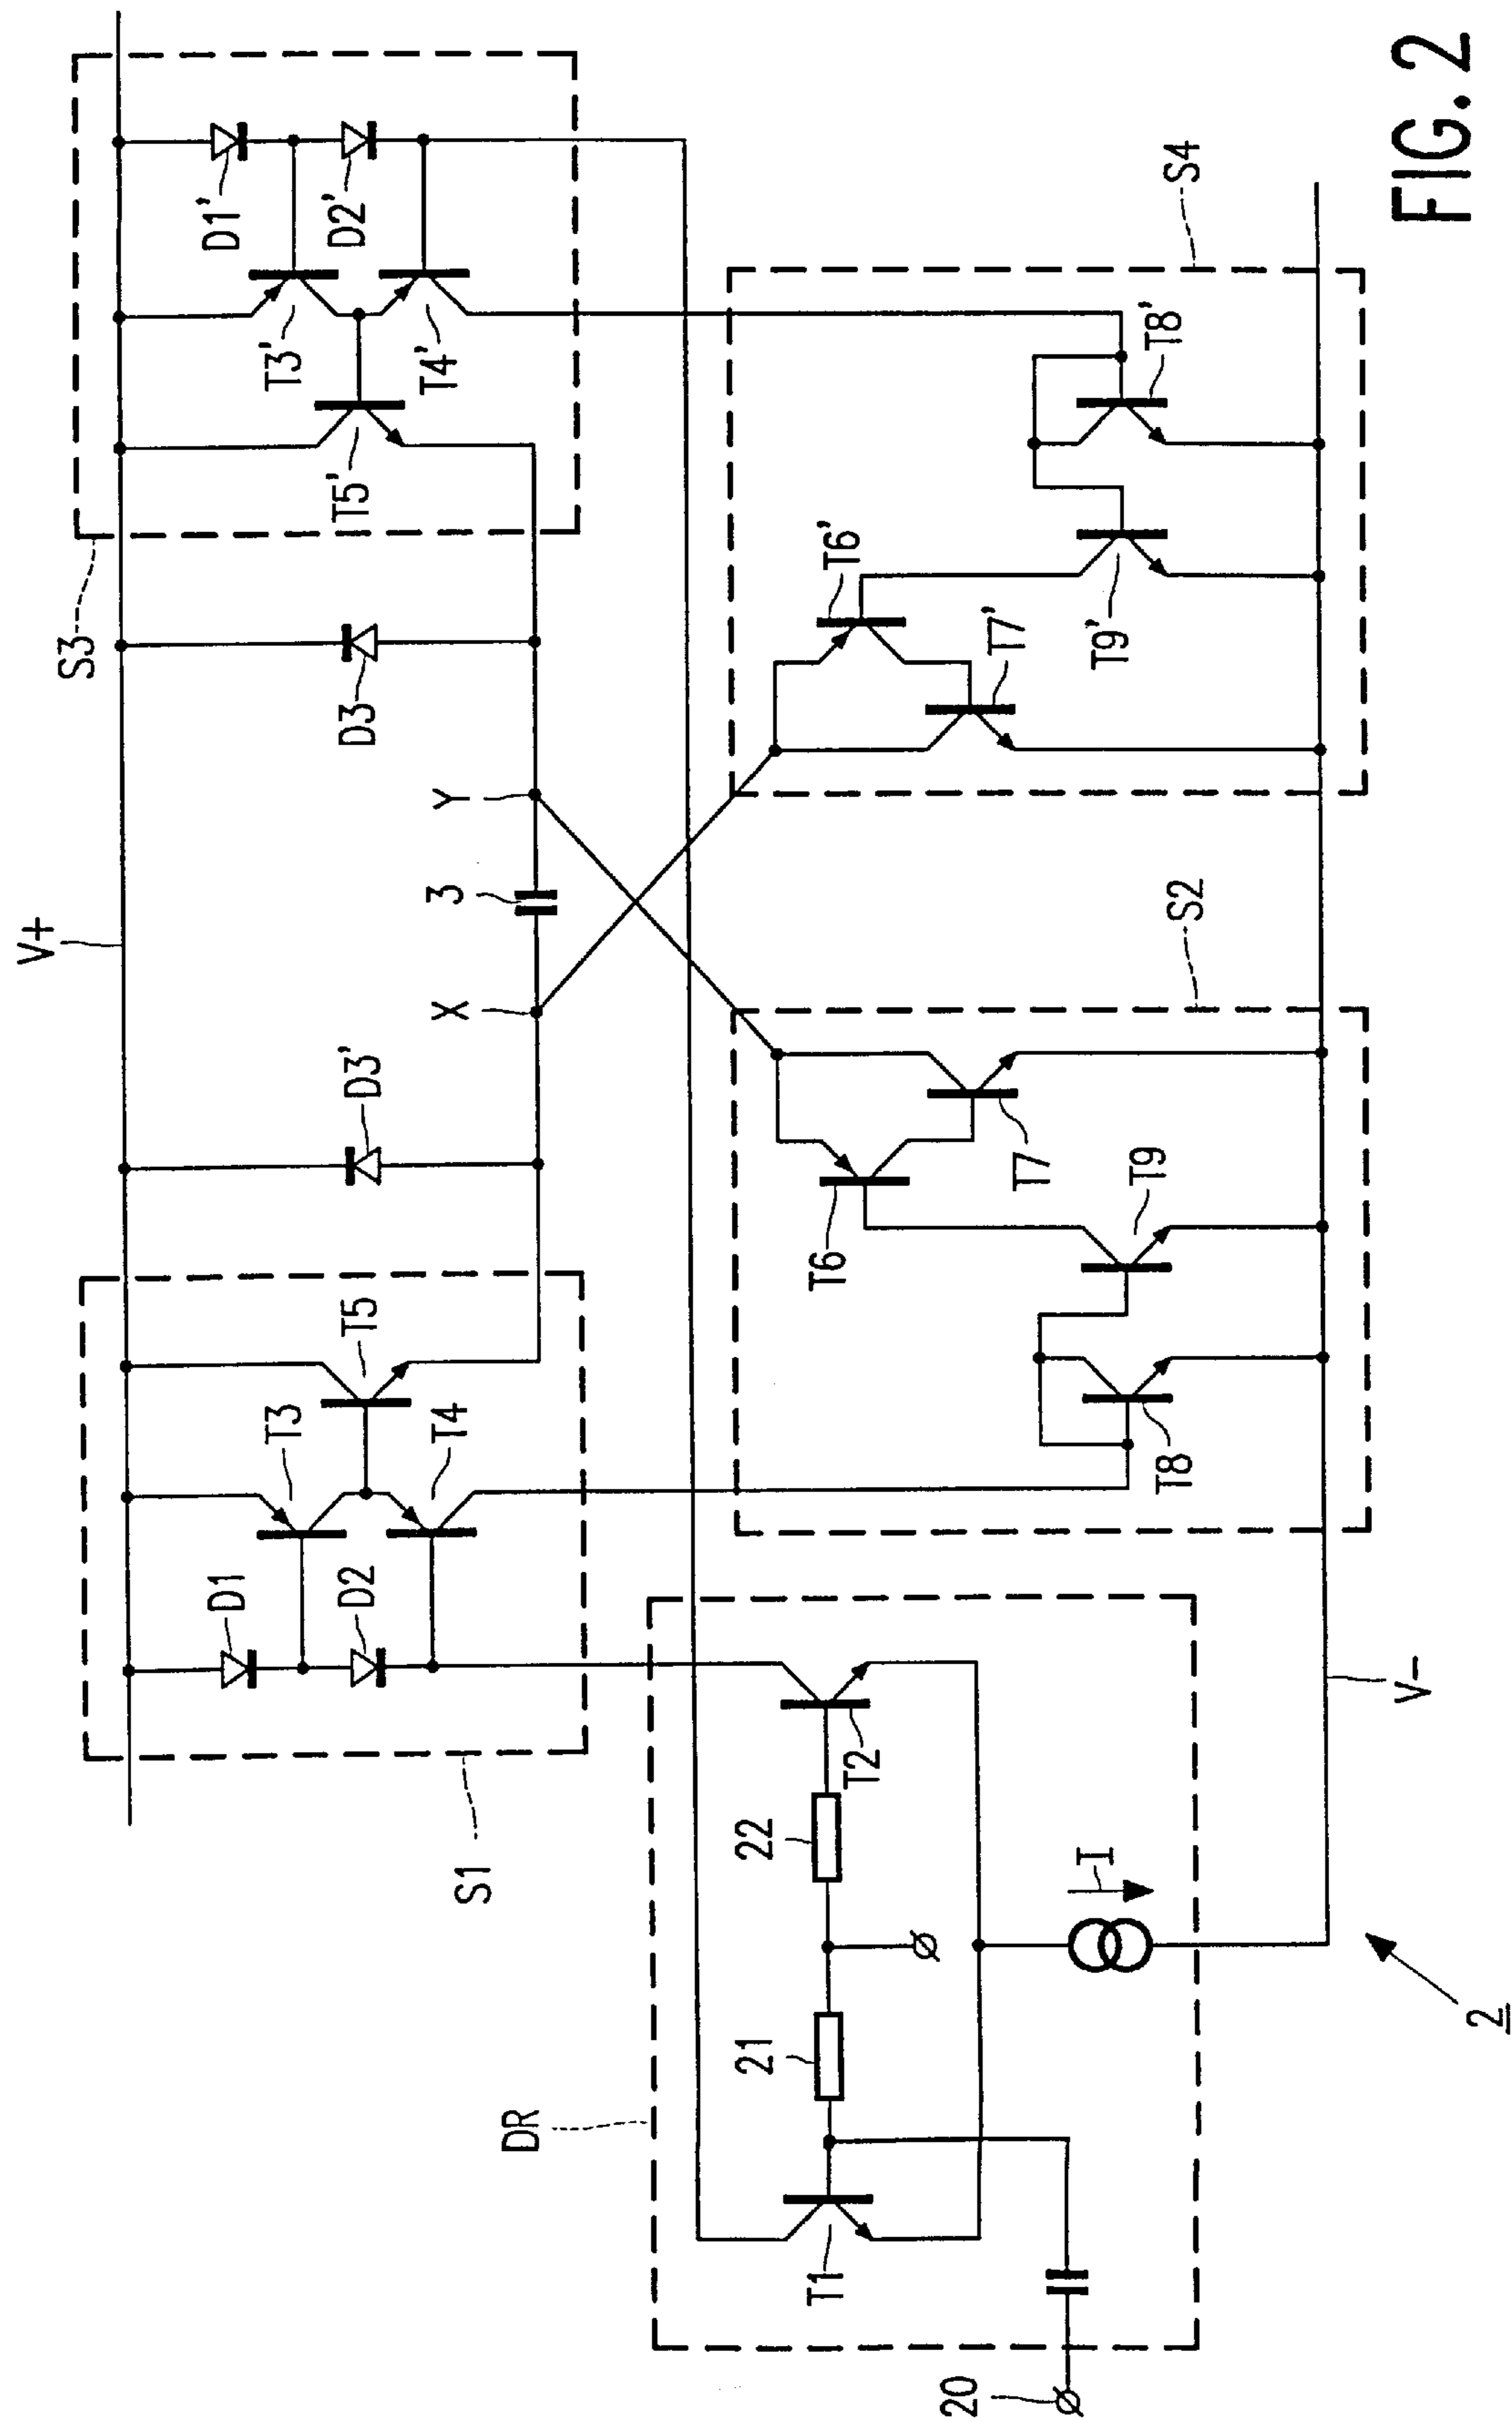 V+
S3
D1'
D2'
T3'
T4'
T5'
D3
Y
3
X
D3'
T5
T3
T4
D1
D2
S1
S4
T8'
T6'
T9'
T7'
S2
T7
T9
T6
T8
T2
22
21
I
DR
T1
20
V-
2
FIG. 2